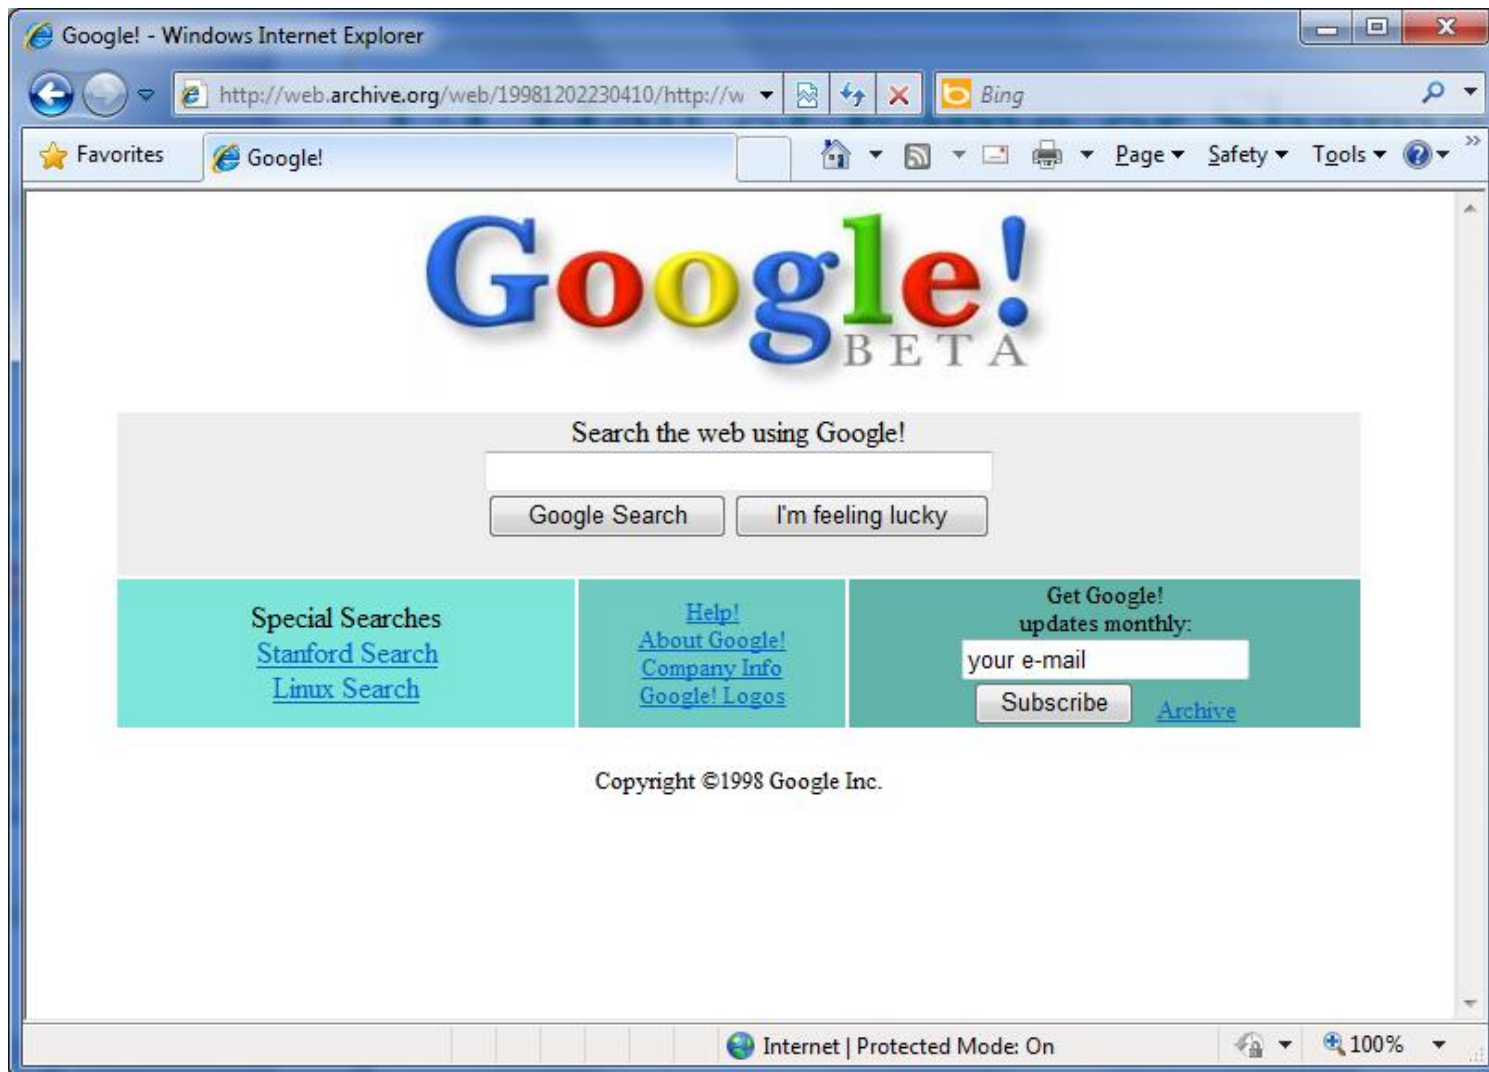 Google! - Windows Internet Explorer
http://web.archive.org/web/19981202230410/http://w
Bing
Favorites
Google!
Page
Safety
Tools
Google!
BETA
Search the web using Google!
Google Search
I'm feeling lucky
Special Searches
Stanford Search
Linux Search
Help!
About Google!
Company Info
Google! Logos
Get Google!
updates monthly:
your e-mail
Subscribe
Archive
Copyright ©1998 Google Inc.
Internet | Protected Mode: On
100%